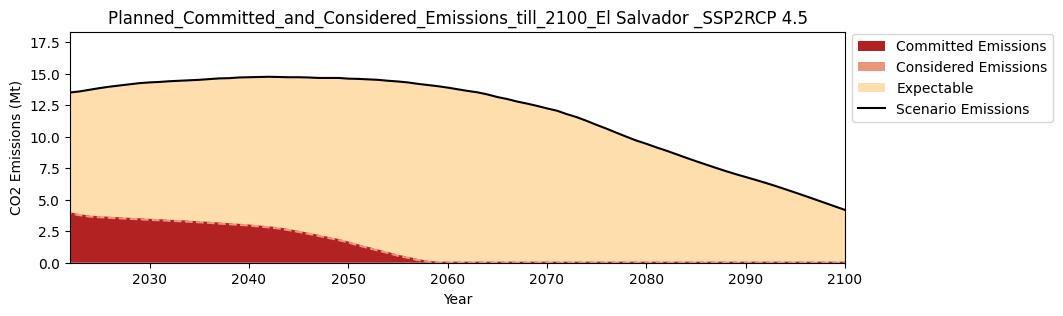 Planned_Committed_and_Considered_Emissions_till_2100_El Salvador _SSP2RCP 4.5
17.5
15.0
12.5
10.0
7.5
5.0
2.5
0.0
CO2 Emissions (Mt)
2030 2040 2050 2060 2070 2080 2090 2100
Year
Committed Emissions
Considered Emissions
Expectable
Scenario Emissions